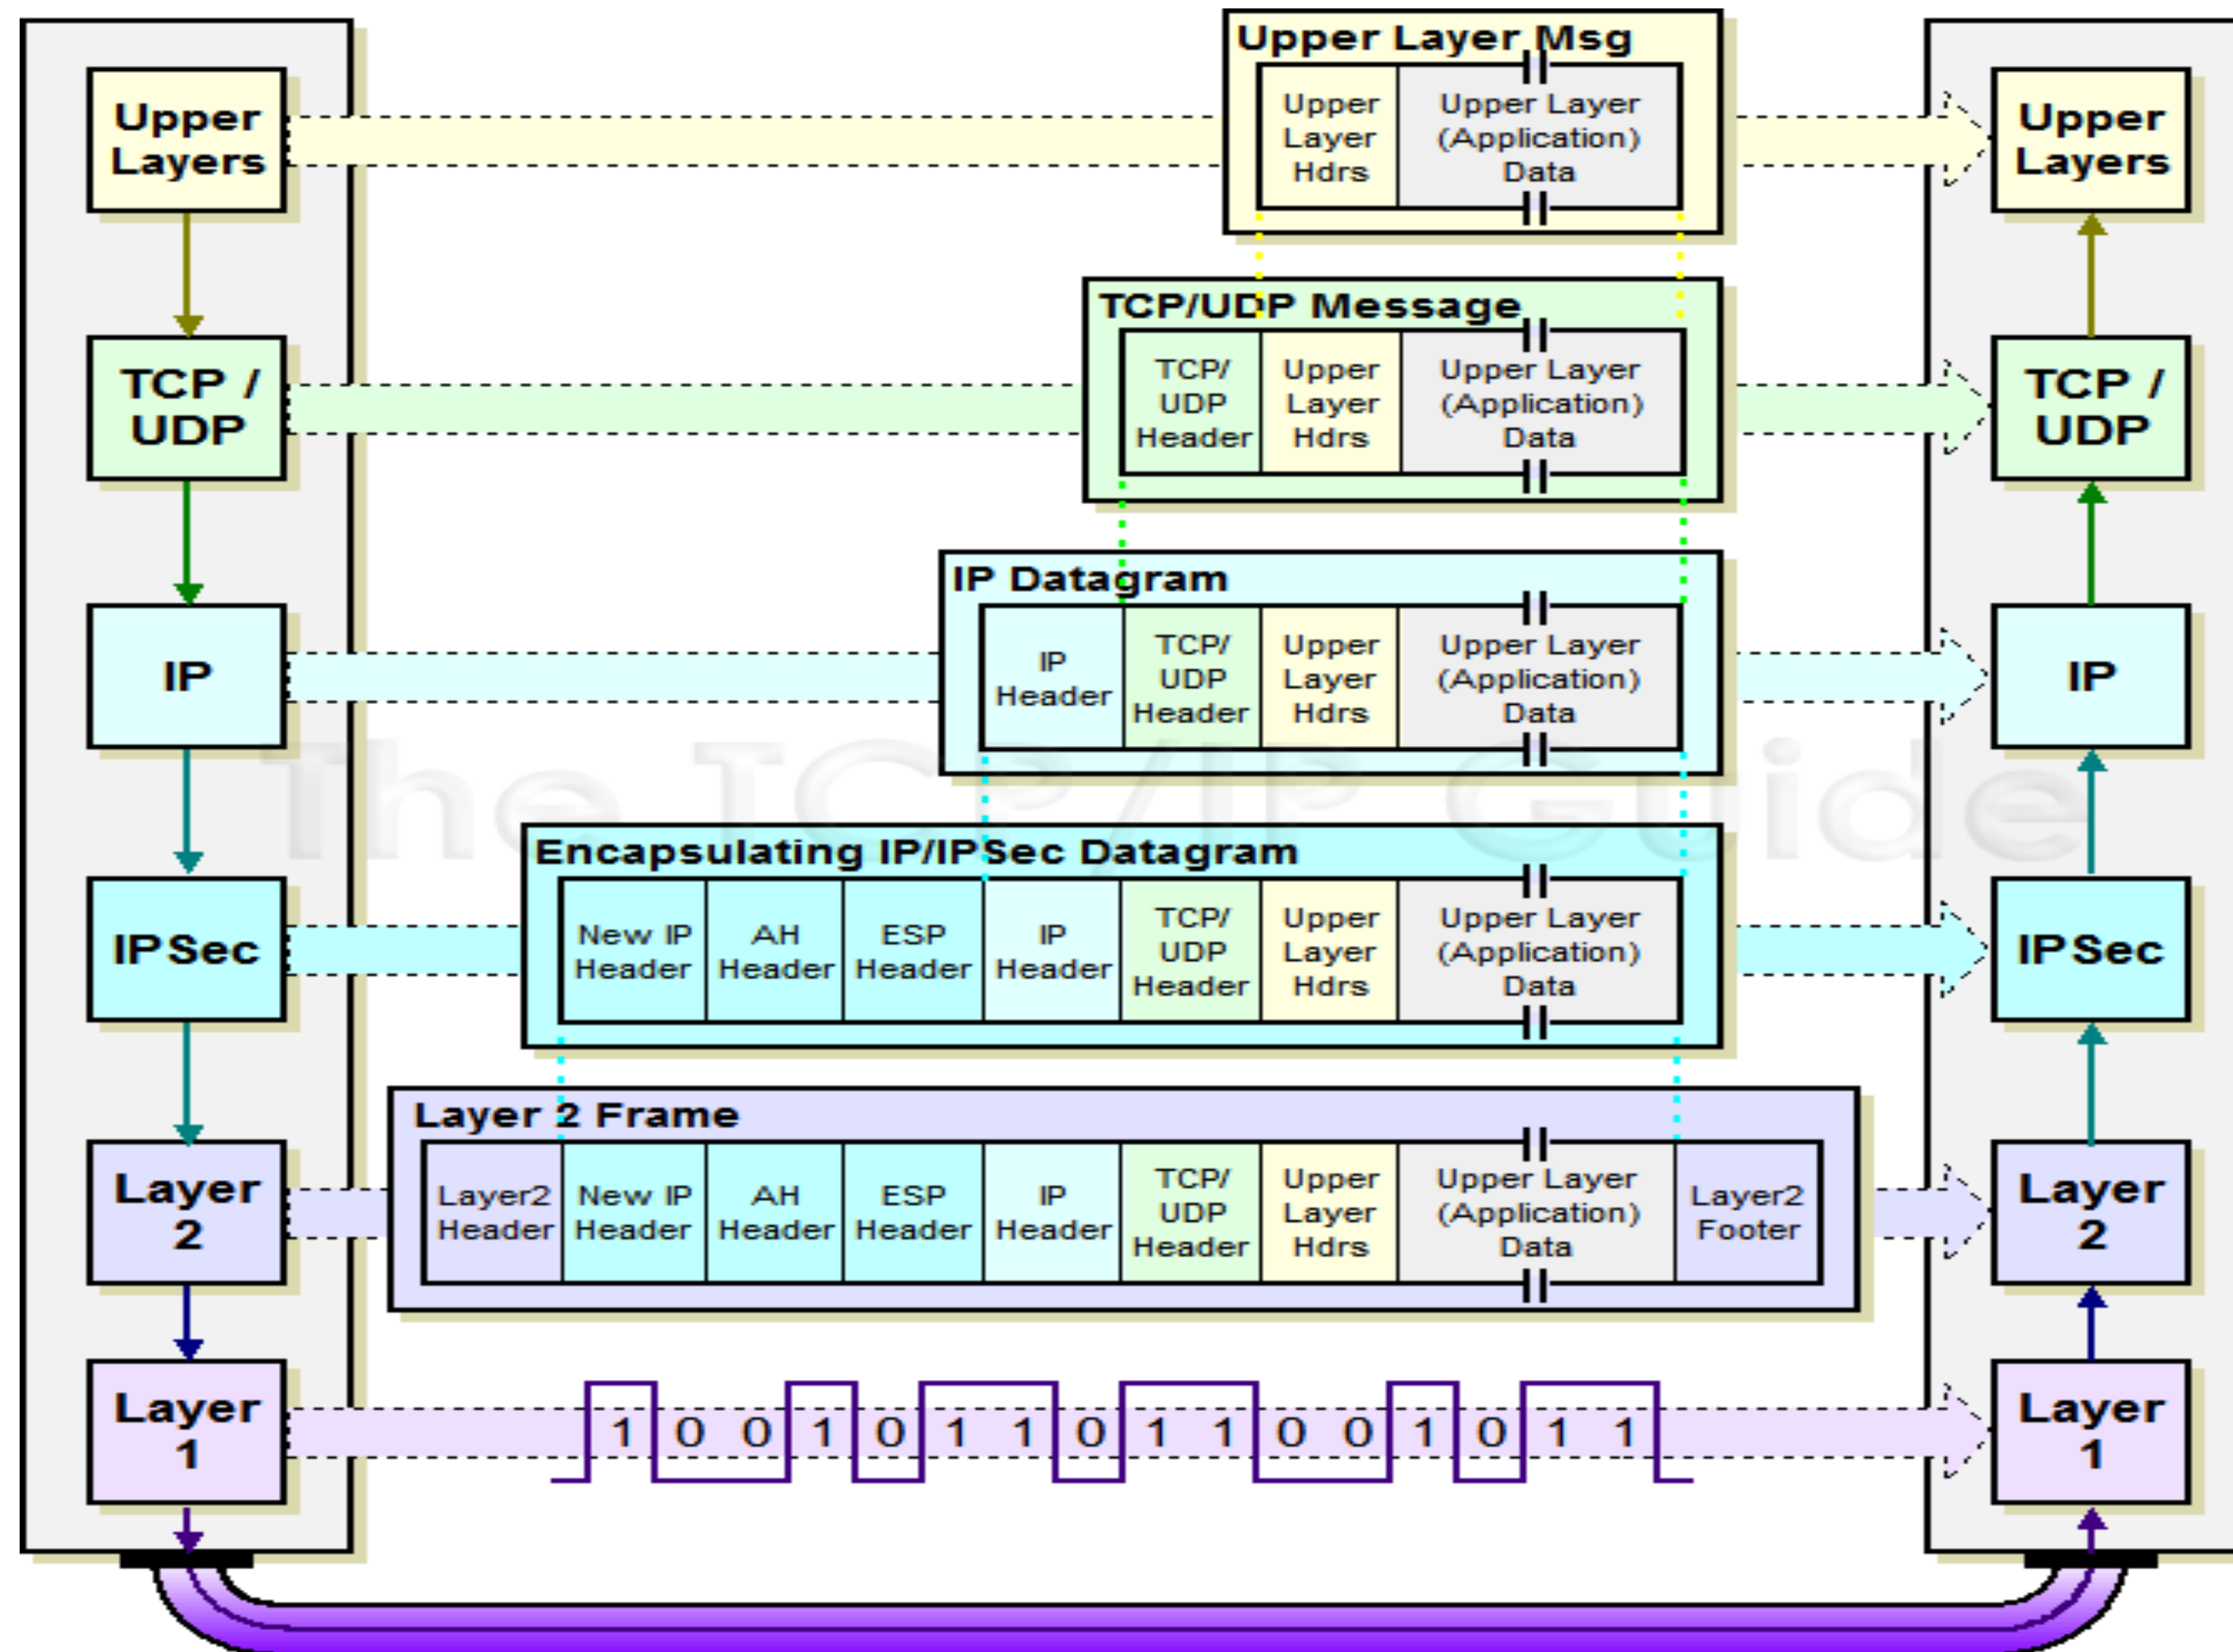 Upper Layer Msg
Upper
Layers
Upper
Layer
Hdrs
Upper Layer
(Application)
Data
Upper
Layers
TCP/UDP Message
TCP /
UDP
TCP/
UDP
Header
Upper
Layer
Hdrs
Upper Layer
(Application)
Data
TCP /
UDP
IP Datagram
IP
IP
Header
TCP/
UDP
Header
Upper
Layer
Hdrs
Upper Layer
(Application)
Data
IP
The TCP/IP Guide
Encapsulating IP/IPSec Datagram
IPSec
New IP
Header
AH
Header
ESP
Header
IP
Header
TCP/
UDP
Header
Upper
Layer
Hdrs
Upper Layer
(Application)
Data
IPSec
Layer 2 Frame
Layer
2
Layer2
Header
New IP
Header
AH
Header
ESP
Header
IP
Header
TCP/
UDP
Header
Upper
Layer
Hdrs
Upper Layer
(Application)
Data
Layer2
Footer
Layer
2
Layer
1
1 0 0 1 0 1 1 0 1 1 0 0 1 0 1 1
Layer
1